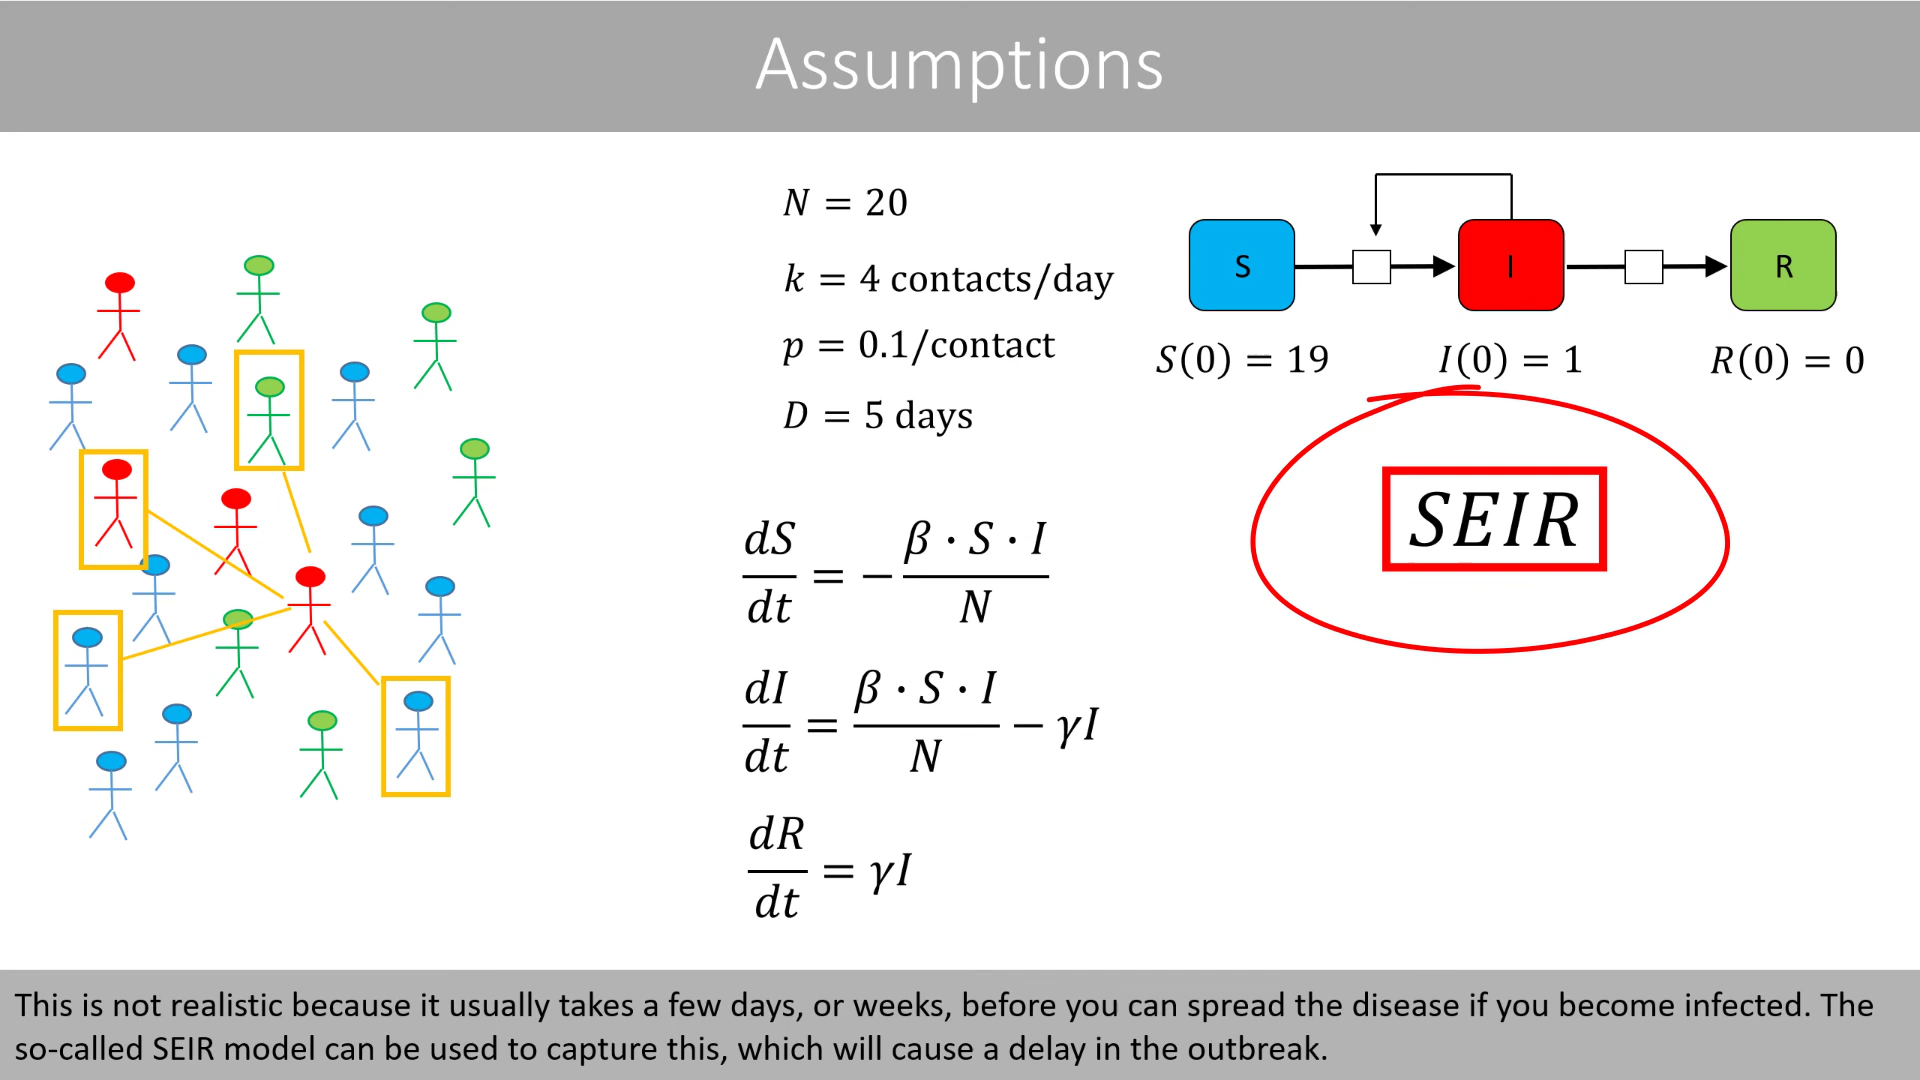 Assumptions
N = 20
k = 4 contacts/day
p = 0.1/contact
D = 5 days
S
I
R
S(0) = 19
I(0) = 1
R(0) = 0
SEIR
dS/dt = − β · S · I / N
dI/dt = β · S · I / N − γI
dR/dt = γI
This is not realistic because it usually takes a few days, or weeks, before you can spread the disease if you become infected. The
so-called SEIR model can be used to capture this, which will cause a delay in the outbreak.